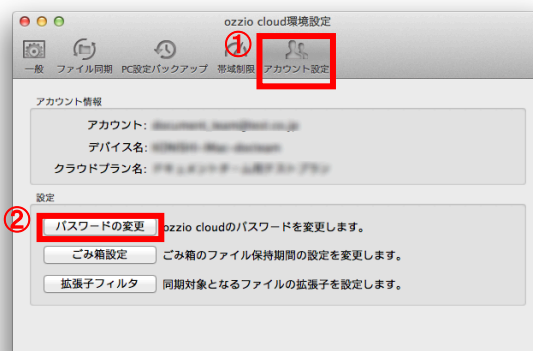 ozzio cloud環境設定
①
一般 ファイル同期 PC設定バックアップ 帯域制限 アカウント設定
アカウント情報
アカウント:
デバイス名:
クラウドプラン名:
設定
②
パスワードの変更 ozzio cloudのパスワードを変更します。
ごみ箱設定 ごみ箱のファイル保持期間の設定を変更します。
拡張子フィルタ 同期対象となるファイルの拡張子を設定します。